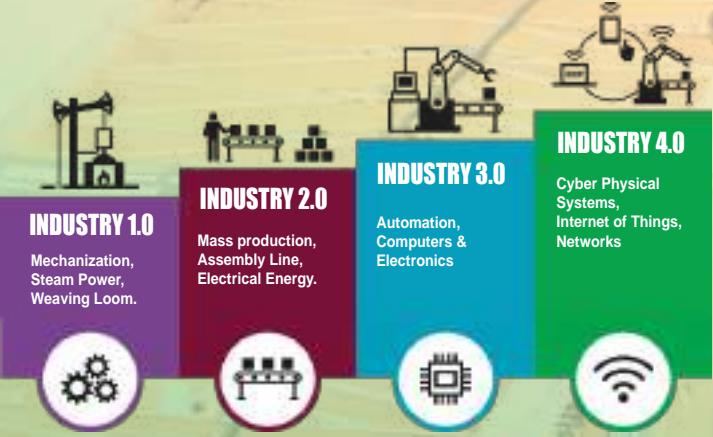 INDUSTRY 1.0
Mechanization,
Steam Power,
Weaving Loom.
INDUSTRY 2.0
Mass production,
Assembly Line,
Electrical Energy.
INDUSTRY 3.0
Automation,
Computers &
Electronics
INDUSTRY 4.0
Cyber Physical
Systems,
Internet of Things,
Networks